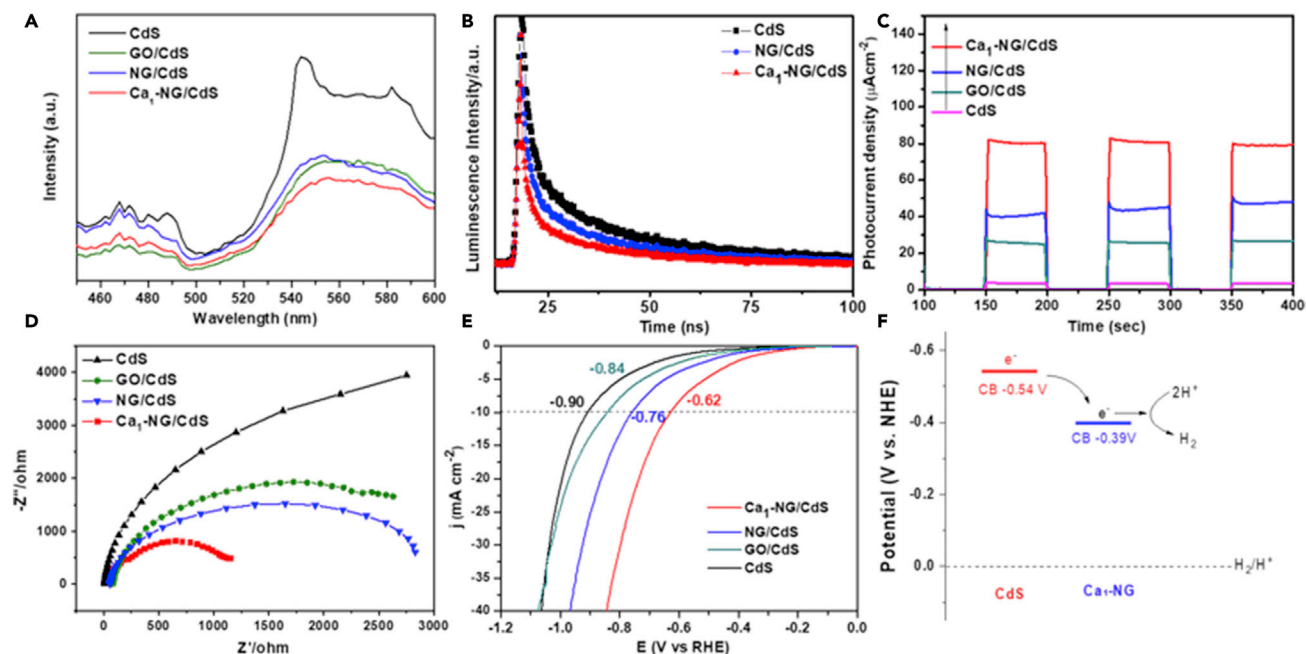 A
CdS
GO/CdS
NG/CdS
Ca₁-NG/CdS
Intensity (a.u.)
460 480 500 520 540 560 580 600
Wavelength (nm)
B
CdS
NG/CdS
Ca₁-NG/CdS
Luminescence Intensity/a.u.
25 50 75 100
Time (ns)
C
Ca₁-NG/CdS
NG/CdS
GO/CdS
CdS
Photocurrent density (μAcm⁻²)
140
120
100
80
60
40
20
0
100 150 200 250 300 350 400
Time (sec)
D
CdS
GO/CdS
NG/CdS
Ca₁-NG/CdS
-Z''/ohm
4000
3000
2000
1000
0
0 500 1000 1500 2000 2500 3000
Z'/ohm
E
-0.84
-0.90
-0.76
-0.62
Ca₁-NG/CdS
NG/CdS
GO/CdS
CdS
j (mA cm⁻²)
0
-5
-10
-15
-20
-25
-30
-35
-40
-1.2 -1.0 -0.8 -0.6 -0.4 -0.2 0.0
E (V vs RHE)
F
Potential (V vs. NHE)
-0.6
-0.4
-0.2
0.0
e⁻
CB -0.54 V
e⁻
CB -0.39V
2H⁺
H₂
H₂/H⁺
CdS
Ca₁-NG